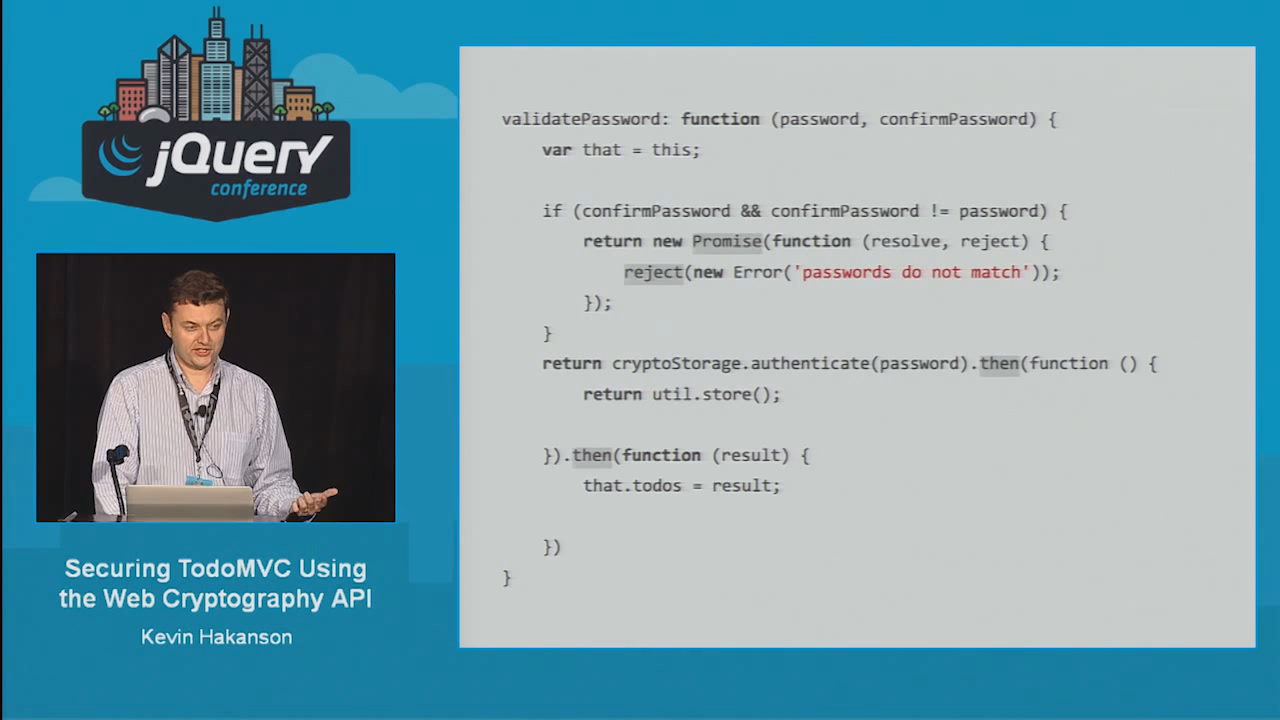 jQuery
conference
Securing TodoMVC Using
the Web Cryptography API
Kevin Hakanson
validatePassword: function (password, confirmPassword) {
var that = this;
if (confirmPassword && confirmPassword != password) {
return new Promise(function (resolve, reject) {
reject(new Error('passwords do not match'));
});
}
return cryptoStorage.authenticate(password).then(function () {
return util.store();
}).then(function (result) {
that.todos = result;
})
}